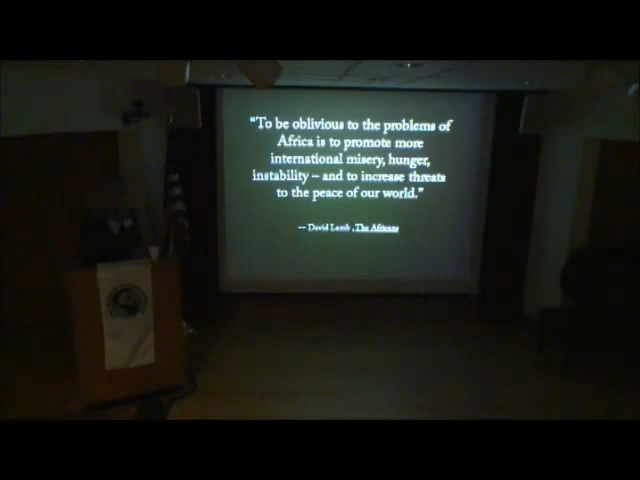 “To be oblivious to the problems of
Africa is to promote more
international misery, hunger,
instability – and to increase threats
to the peace of our world.”
-- David Lamb , The Africans